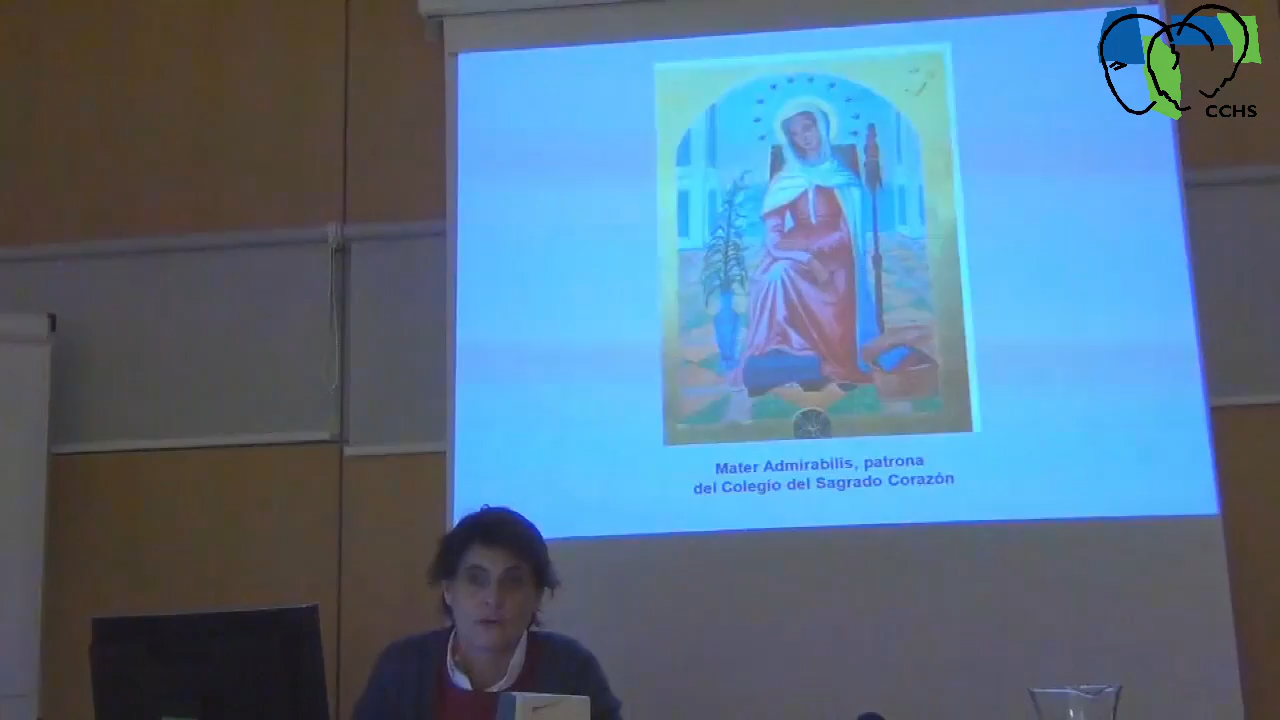 CCHS
Mater Admirabilis, patrona
del Colegio del Sagrado Corazón